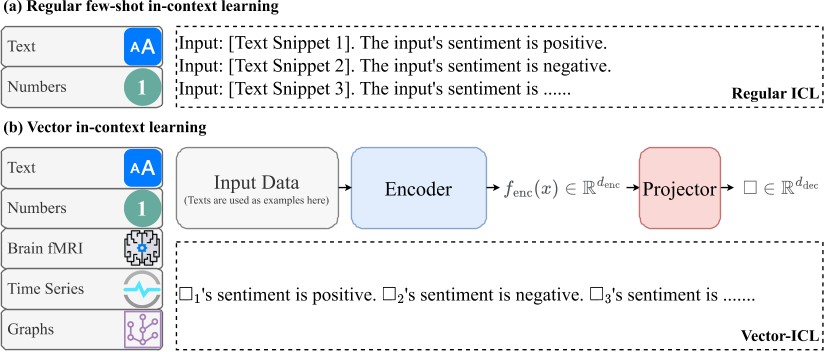 (a) Regular few-shot in-context learning
Text
AA
Numbers
1
Input: [Text Snippet 1]. The input's sentiment is positive.
Input: [Text Snippet 2]. The input's sentiment is negative.
Input: [Text Snippet 3]. The input's sentiment is ......
Regular ICL
(b) Vector in-context learning
Text
AA
Numbers
1
Brain fMRI
Time Series
Graphs
Input Data
(Texts are used as examples here)
Encoder
f_enc(x) ∈ ℝ^{d_enc}
Projector
□ ∈ ℝ^{d_dec}
□₁'s sentiment is positive. □₂'s sentiment is negative. □₃'s sentiment is .......
Vector-ICL